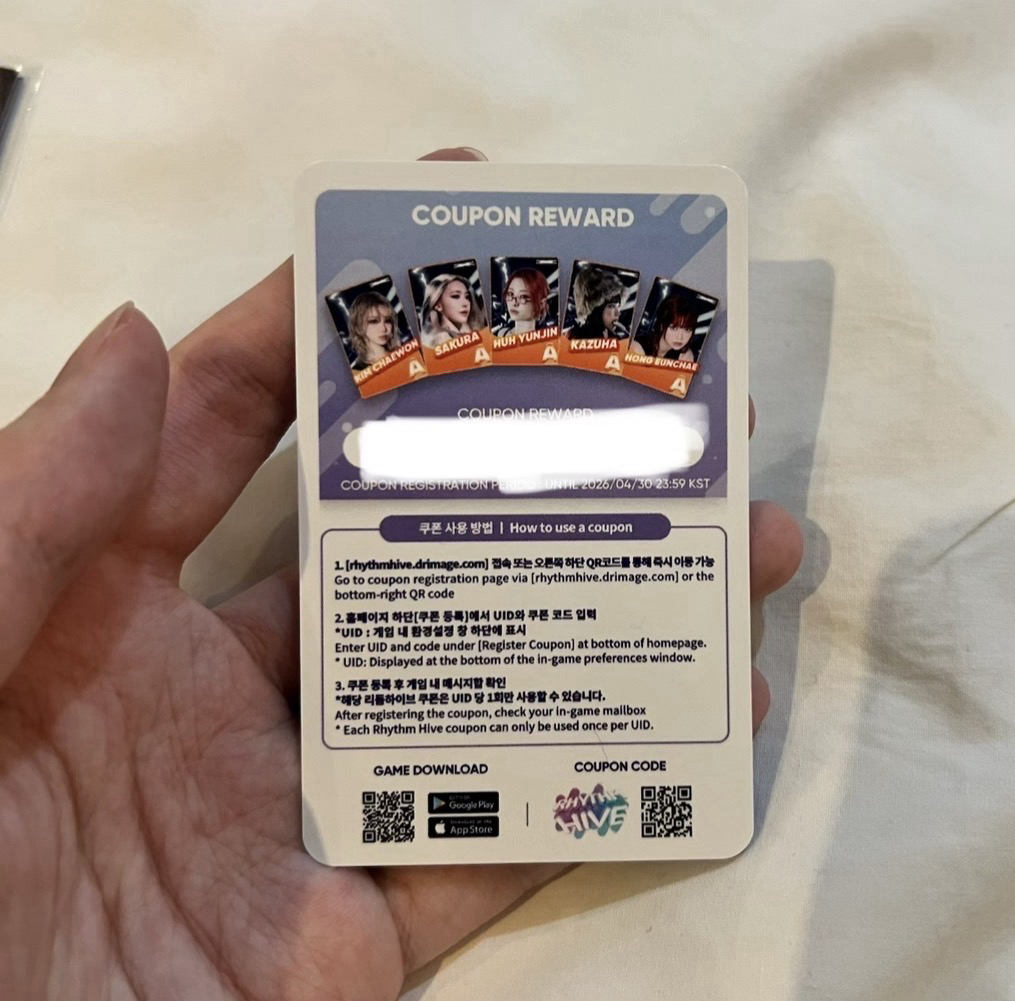 COUPON REWARD
KIM CHAEWON
A
SAKURA
A
HUH YUNJIN
A
KAZUHA
A
HONG EUNCHAE
A
COUPON REWARD
COUPON REGISTRATION PERIOD : UNTIL 2026/04/30 23:59 KST
쿠폰 사용 방법 | How to use a coupon
1. [rhythmhive.drimage.com] 접속 또는 오른쪽 하단 QR코드를 통해 즉시 이동 가능
Go to coupon registration page via [rhythmhive.drimage.com] or the
bottom-right QR code
2. 홈페이지 하단[쿠폰 등록]에서 UID와 쿠폰 코드 입력
*UID : 게임 내 환경설정 창 하단에 표시
Enter UID and code under [Register Coupon] at bottom of homepage.
* UID: Displayed at the bottom of the in-game preferences window.
3. 쿠폰 등록 후 게임 내 메시지함 확인
*해당 리듬하이브 쿠폰은 UID 당 1회만 사용할 수 있습니다.
After registering the coupon, check your in-game mailbox
* Each Rhythm Hive coupon can only be used once per UID.
GAME DOWNLOAD
COUPON CODE
GET IT ON
Google Play
Download on the
App Store
RHYTHM
HIVE